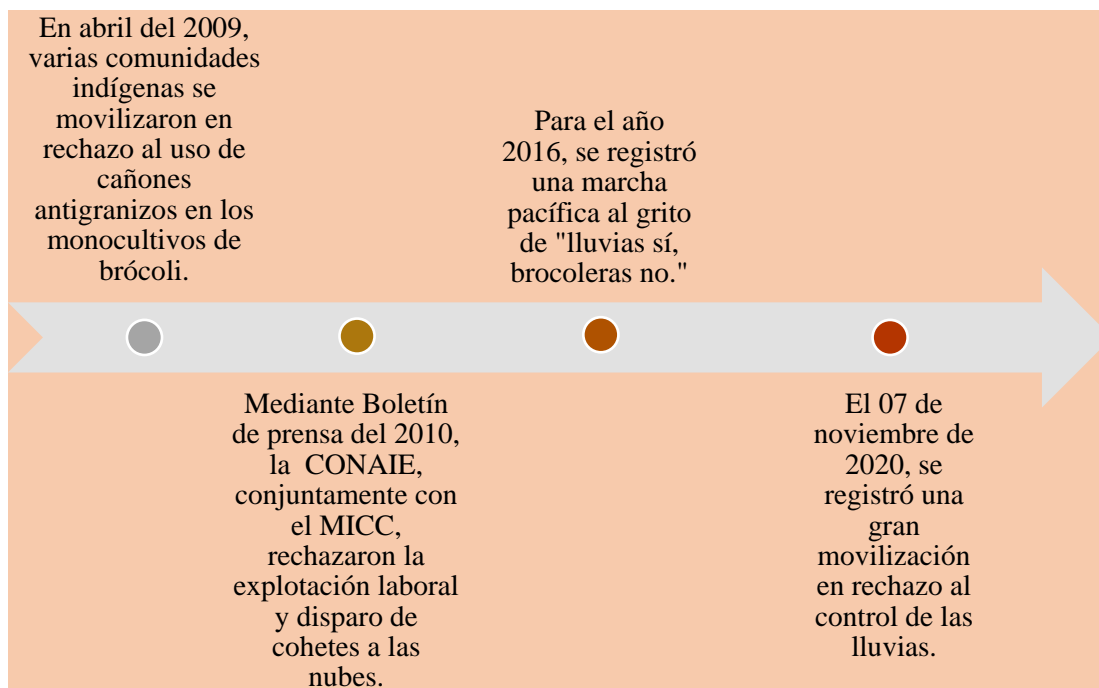 En abril del 2009,
varias comunidades
indígenas se
movilizaron en
rechazo al uso de
cañones
antigranizos en los
monocultivos de
brócoli.
Mediante Boletín
de prensa del 2010,
la CONAIE,
conjuntamente con
el MICC,
rechazaron la
explotación laboral
y disparo de
cohetes a las
nubes.
Para el año
2016, se registró
una marcha
pacífica al grito
de "lluvias sí,
brocoleras no."
El 07 de
noviembre de
2020, se
registró una
gran
movilización
en rechazo al
control de las
lluvias.